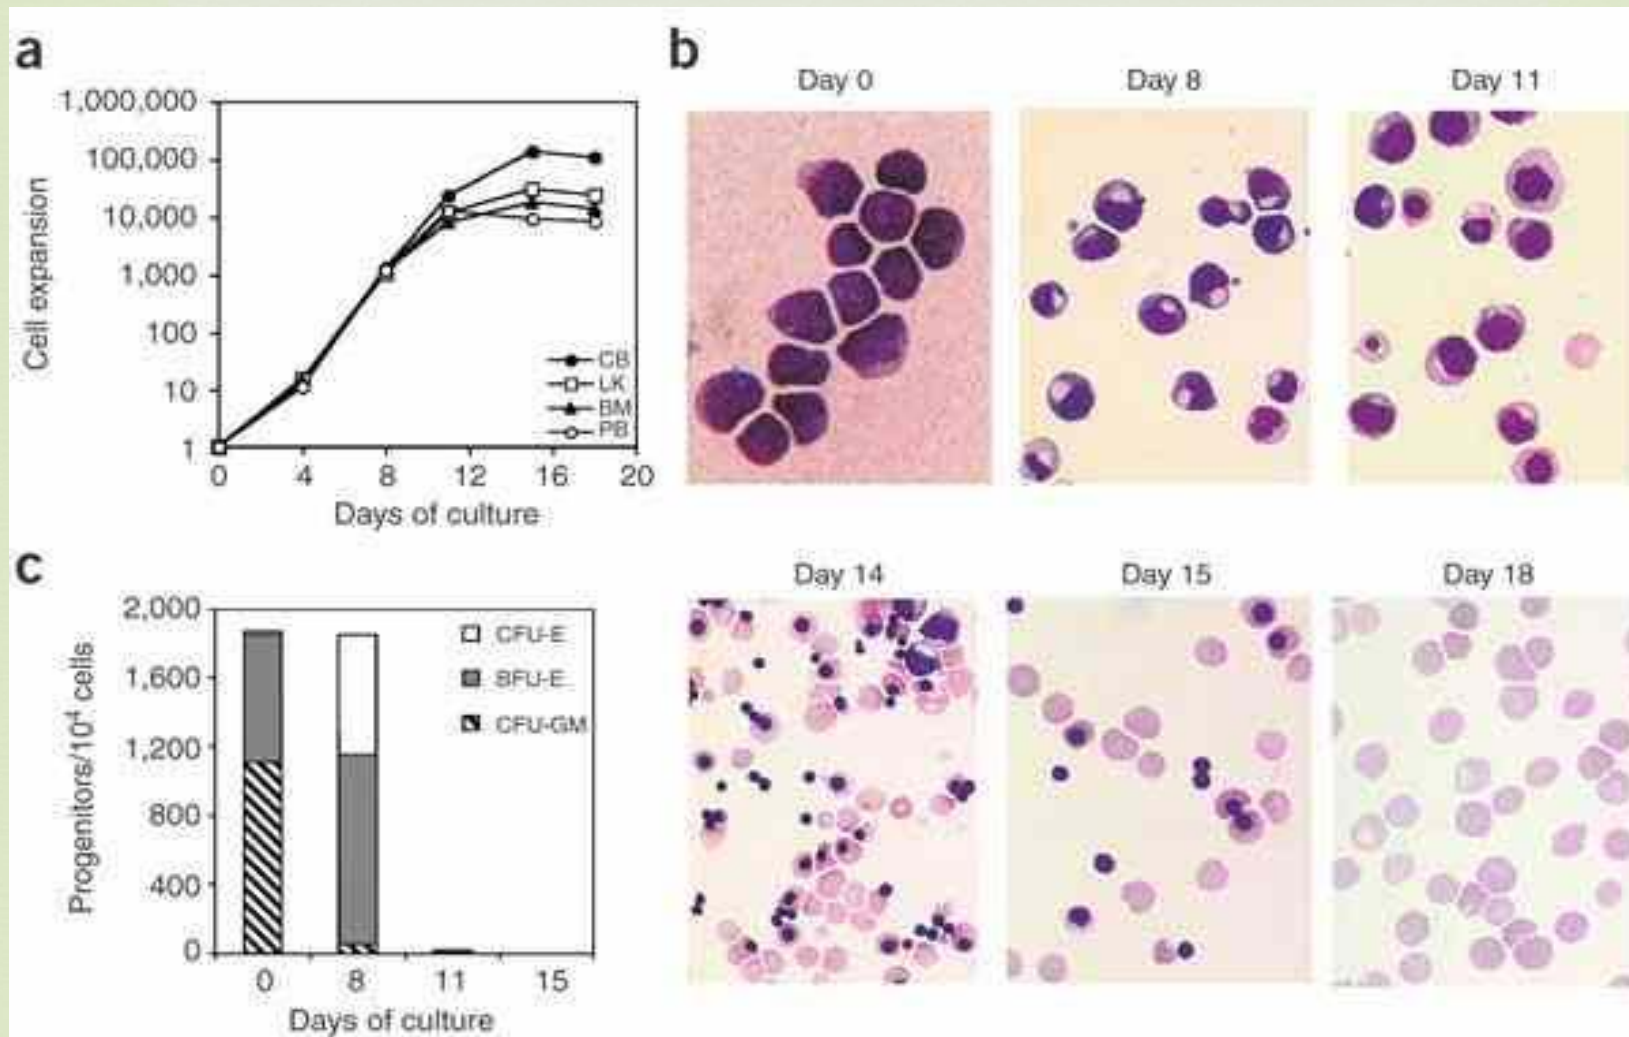 a
1,000,000
100,000
10,000
1,000
100
10
1
Cell expansion
CB
LK
BM
PB
0 4 8 12 16 20
Days of culture
b
Day 0 Day 8 Day 11
Day 14 Day 15 Day 18
c
2,000
1,600
1,200
800
400
0
Progenitors/10⁴ cells
CFU-E
BFU-E
CFU-GM
0 8 11 15
Days of culture